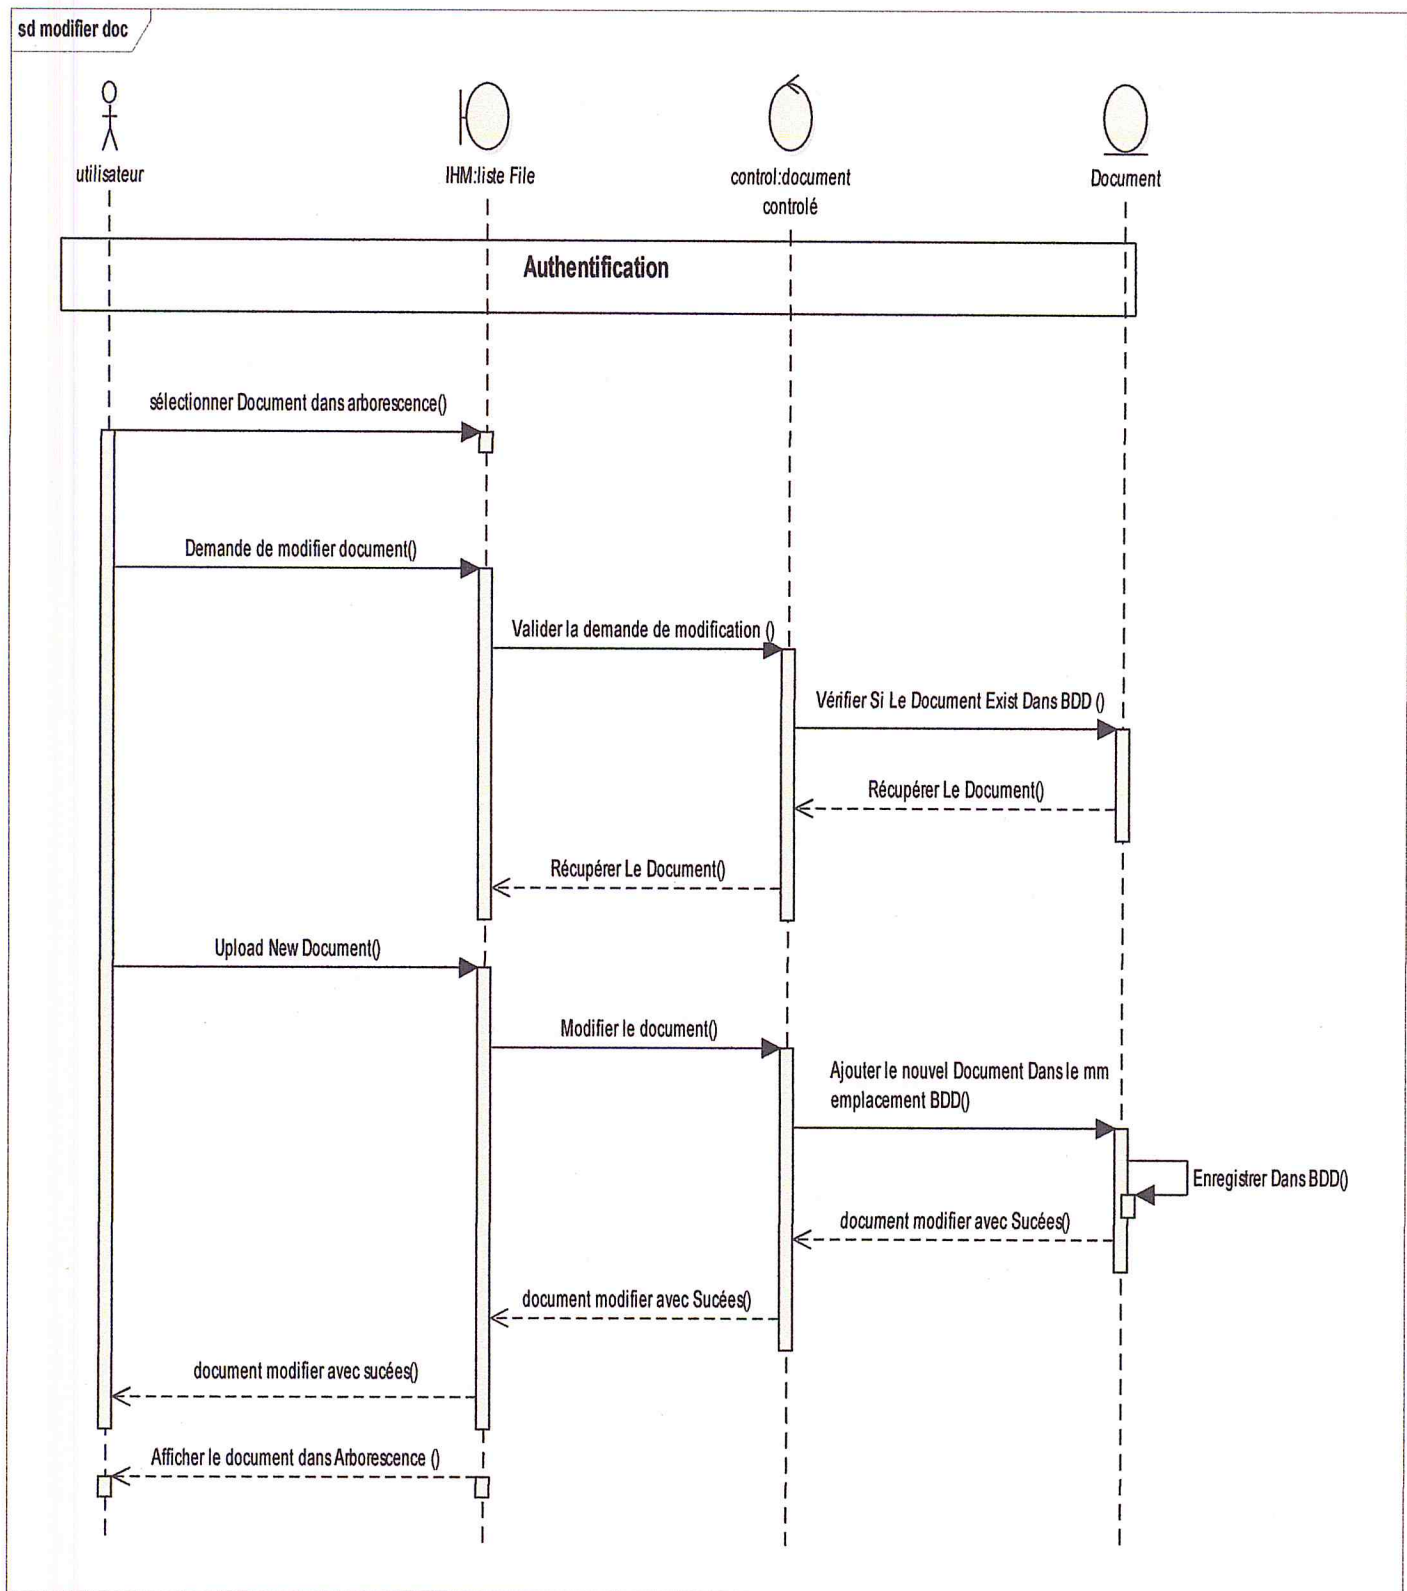 sd modifier doc
utilisateur
IHM:liste File
control:document
controlé
Document
Authentification
sélectionner Document dans arborescence()
Demande de modifier document()
Valider la demande de modification ()
Vérifier Si Le Document Exist Dans BDD ()
Récupérer Le Document()
Récupérer Le Document()
Upload New Document()
Modifier le document()
Ajouter le nouvel Document Dans le mm
emplacement BDD()
Enregistrer Dans BDD()
document modifier avec Sucées()
document modifier avec Sucées()
document modifier avec sucées()
Afficher le document dans Arborescence ()